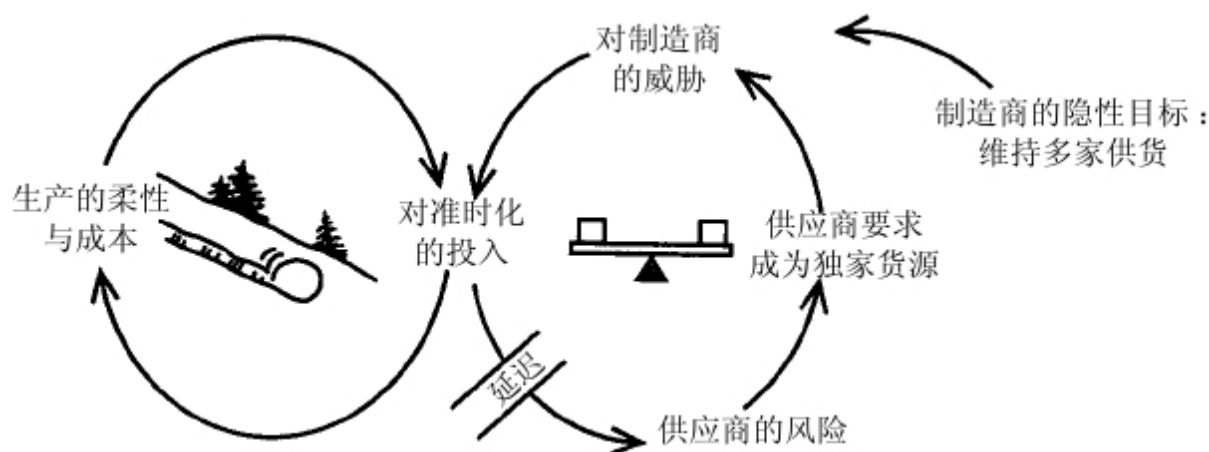 对制造商
的威胁
制造商的隐性目标：
维持多家供货
生产的柔性
与成本
对准时化
的投入
供应商要求
成为独家货源
延迟
供应商的风险